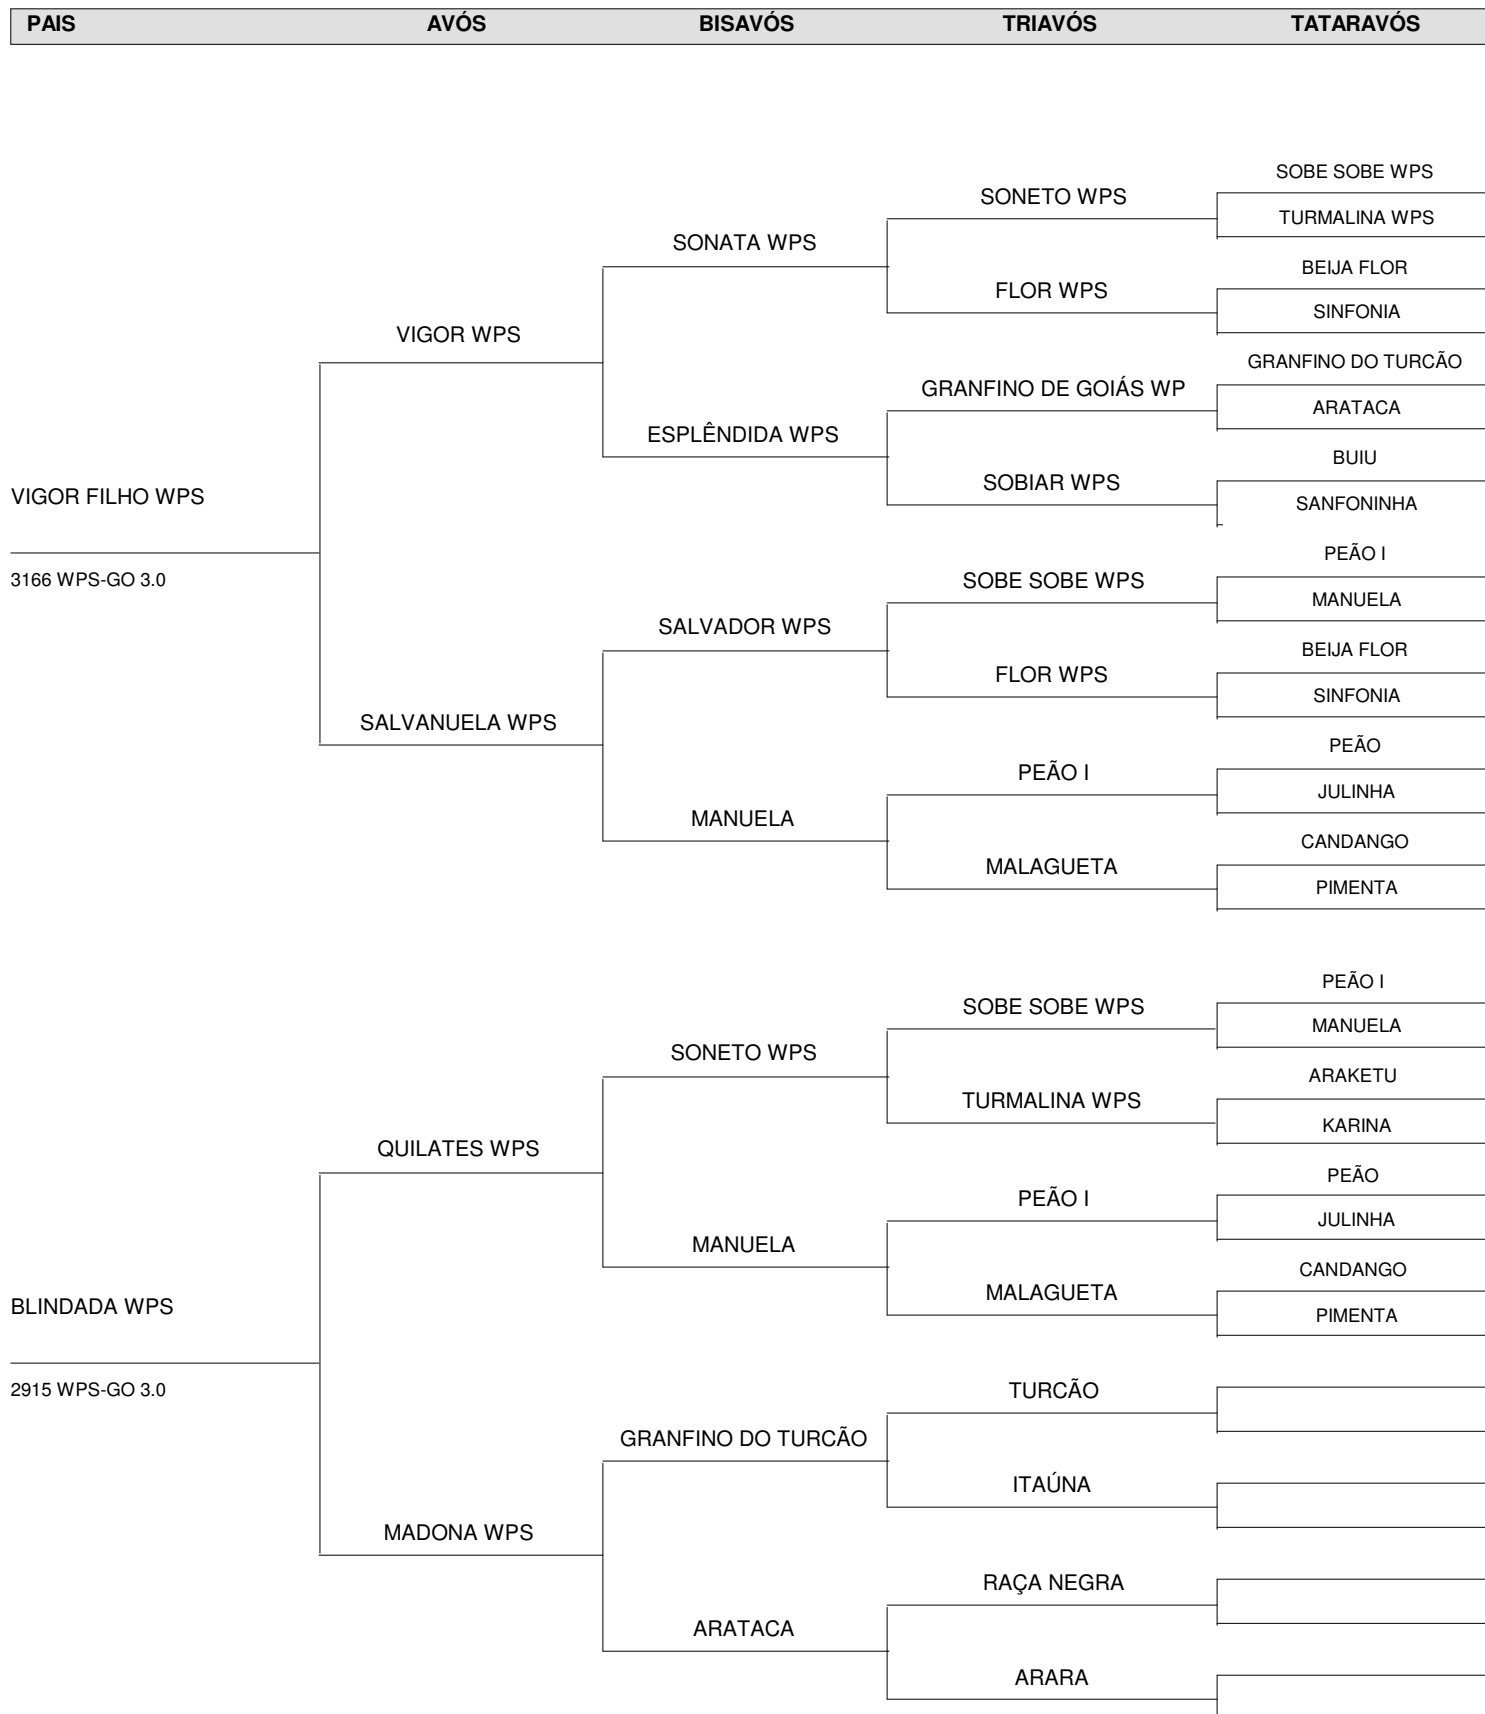 PAIS AVÓS BISAVÓS TRIAVÓS TATARAVÓS
SOBE SOBE WPS
SONETO WPS
TURMALINA WPS
SONATA WPS
BEIJA FLOR
FLOR WPS
SINFONIA
VIGOR WPS
GRANFINO DO TURCÃO
GRANFINO DE GOIÁS WP
ARATACA
ESPLÊNDIDA WPS
BUIU
SOBIAR WPS
VIGOR FILHO WPS
SANFONINHA
PEÃO I
3166 WPS-GO 3.0
SOBE SOBE WPS
MANUELA
SALVADOR WPS
BEIJA FLOR
FLOR WPS
SINFONIA
SALVANUELA WPS
PEÃO
PEÃO I
JULINHA
MANUELA
CANDANGO
MALAGUETA
PIMENTA
PEÃO I
SOBE SOBE WPS
MANUELA
SONETO WPS
ARAKETU
TURMALINA WPS
KARINA
QUILATES WPS
PEÃO
PEÃO I
JULINHA
MANUELA
CANDANGO
MALAGUETA
BLINDADA WPS
PIMENTA
2915 WPS-GO 3.0
TURCÃO
GRANFINO DO TURCÃO
ITAÚNA
MADONA WPS
RAÇA NEGRA
ARATACA
ARARA